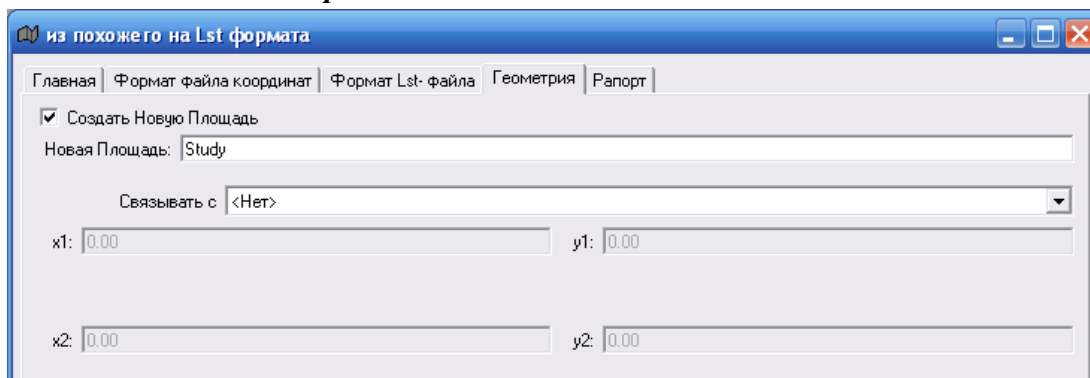 из похожего на Lst формата
Главная Формат файла координат Формат Lst- файла Геометрия Рапорт
Создать Новую Площадь
Новая Площадь: Study
Связывать с <Нет>
x1: 0.00 y1: 0.00
x2: 0.00 y2: 0.00